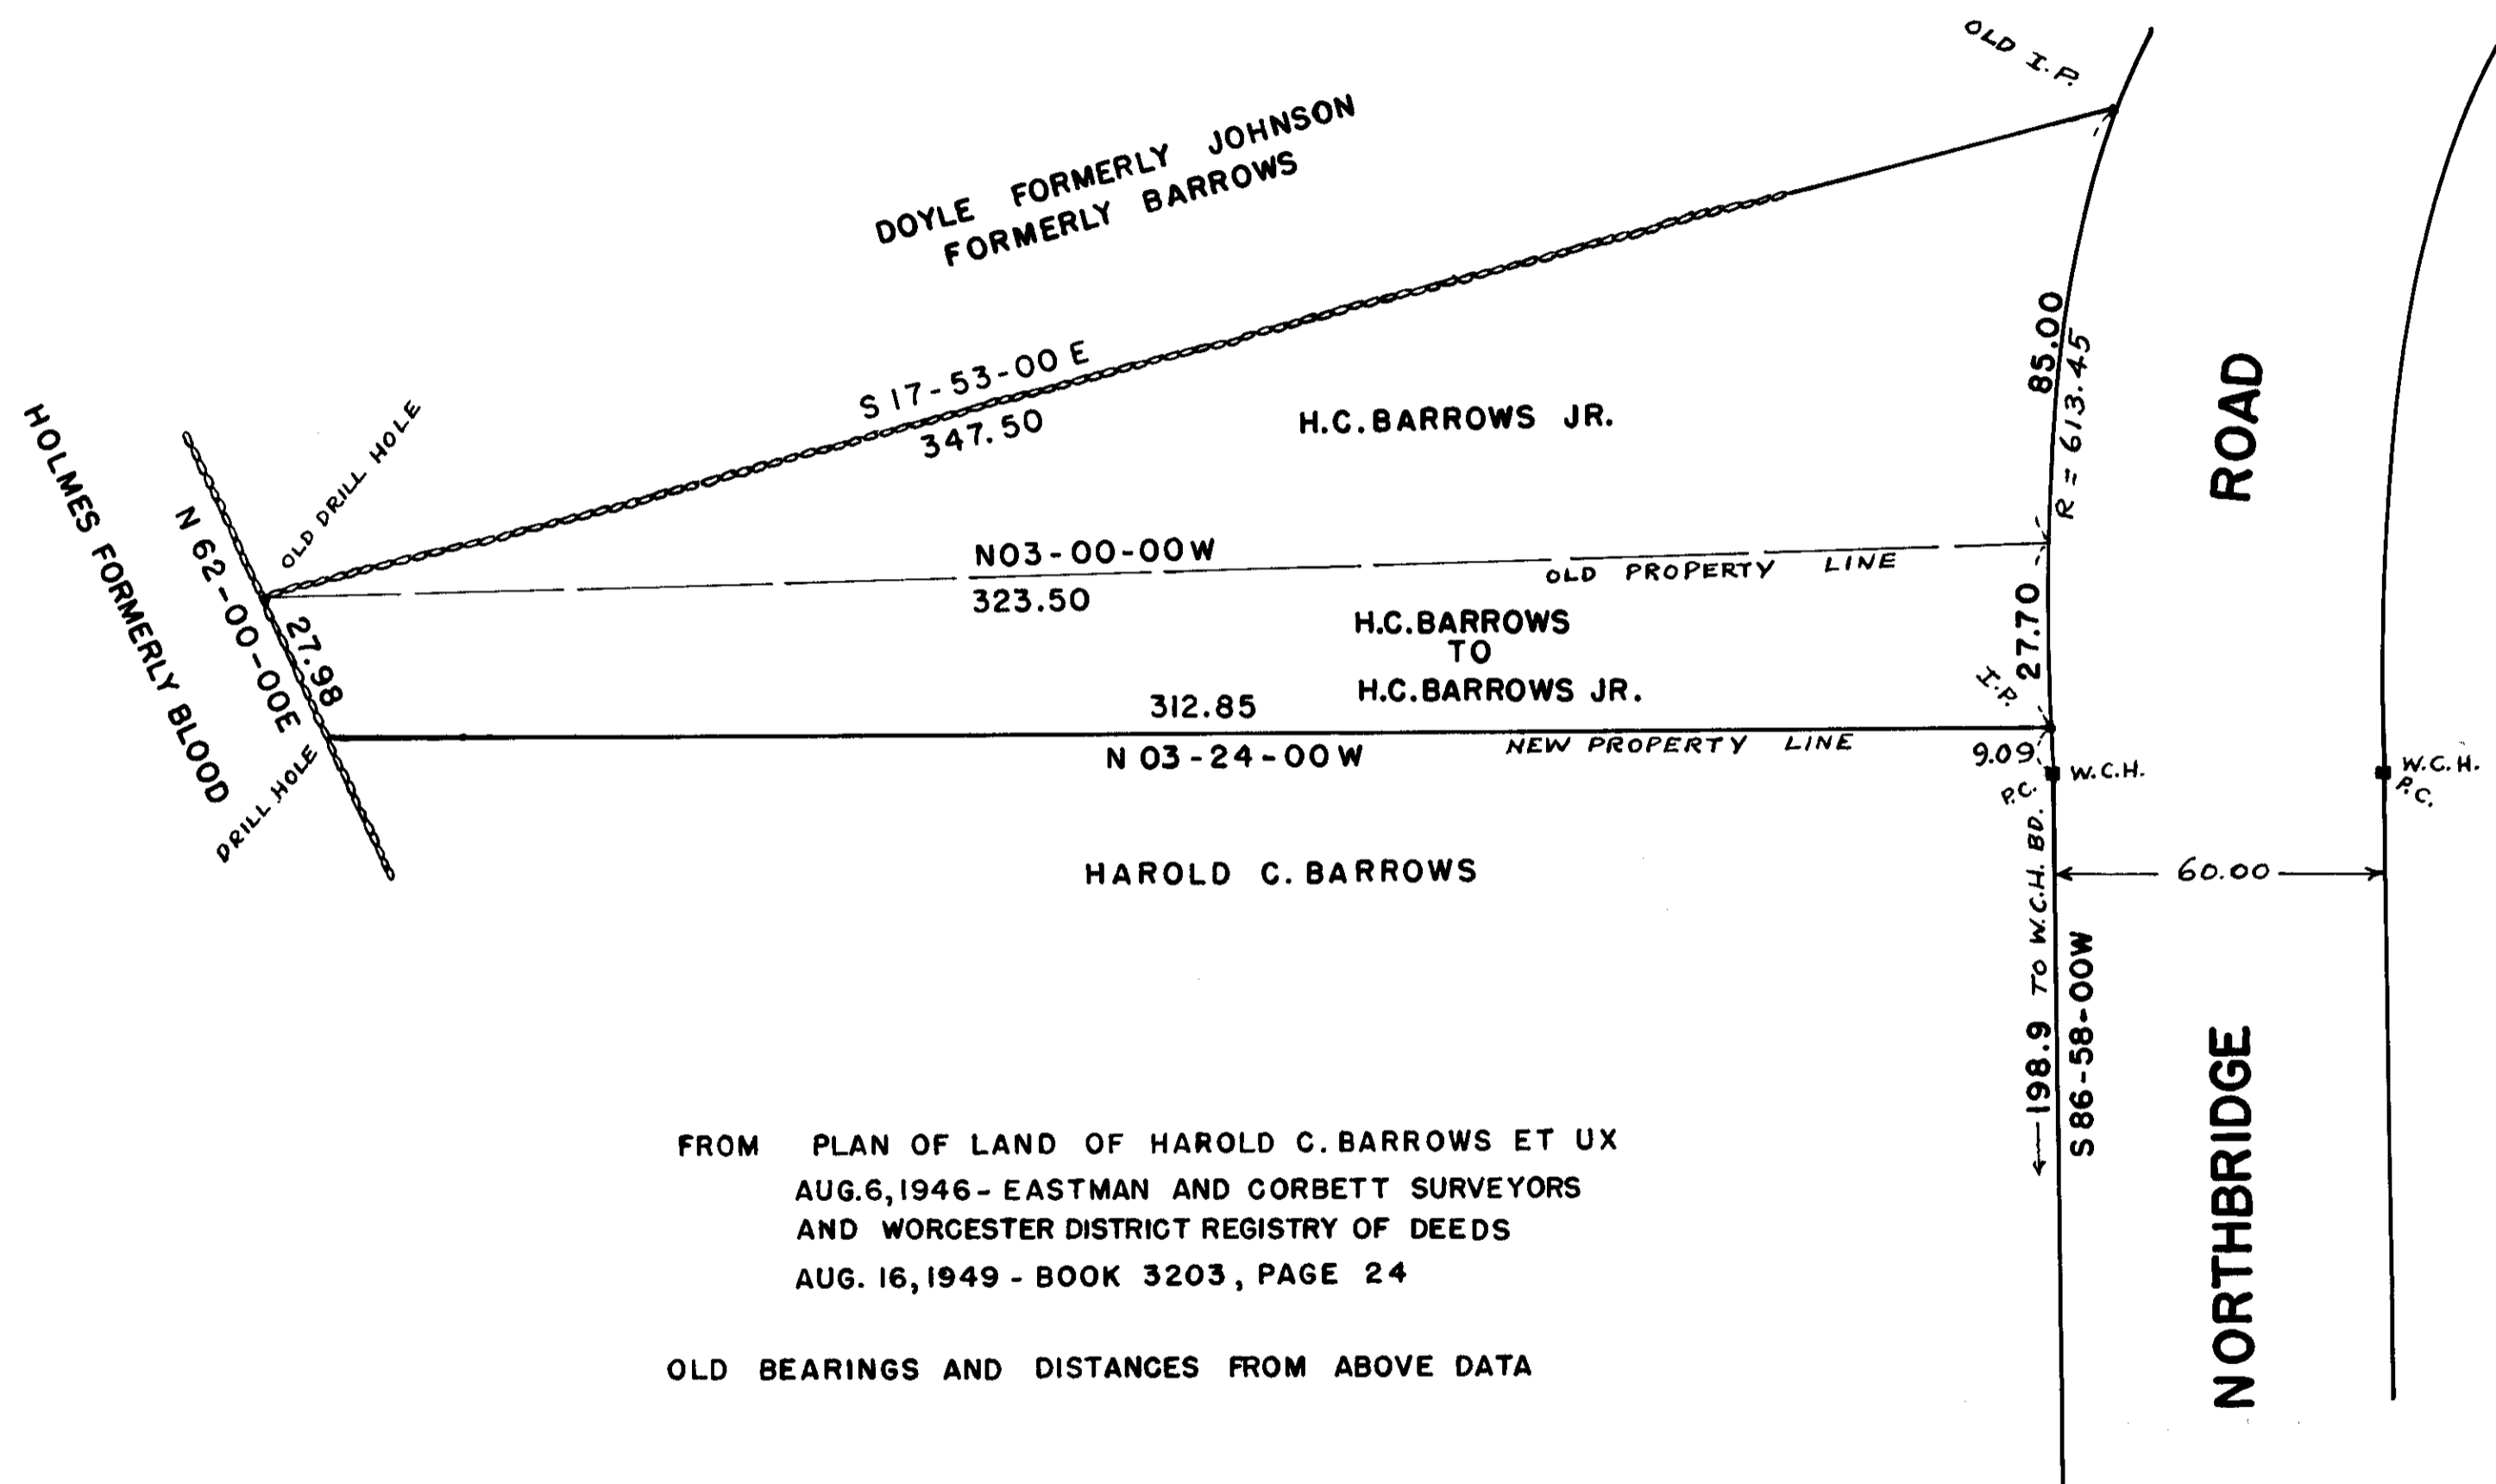 OLD I.P.
DOYLE FORMERLY JOHNSON
FORMERLY BARROWS
S 17-53-00 E
347.50
H.C. BARROWS JR.
85.00
R = 613.45
ROAD
HOLMES FORMERLY BLOOD
N 62-00-00E
OLD DRILL HOLE
27.98
DRILL HOLE
N03-00-00W
323.50
OLD PROPERTY LINE
H.C. BARROWS
TO
H.C. BARROWS JR.
27.70
I.P.
312.85
N 03-24-00W
NEW PROPERTY LINE
9.09
P.C.
W.C.H.
W.C.H.
P.C.
HAROLD C. BARROWS
60.00
198.9 TO W.C.H. BD.
S86-58-00W
NORTHBRIDGE
FROM PLAN OF LAND OF HAROLD C. BARROWS ET UX
AUG. 6, 1946 - EASTMAN AND CORBETT SURVEYORS
AND WORCESTER DISTRICT REGISTRY OF DEEDS
AUG. 16, 1949 - BOOK 3203, PAGE 24
OLD BEARINGS AND DISTANCES FROM ABOVE DATA